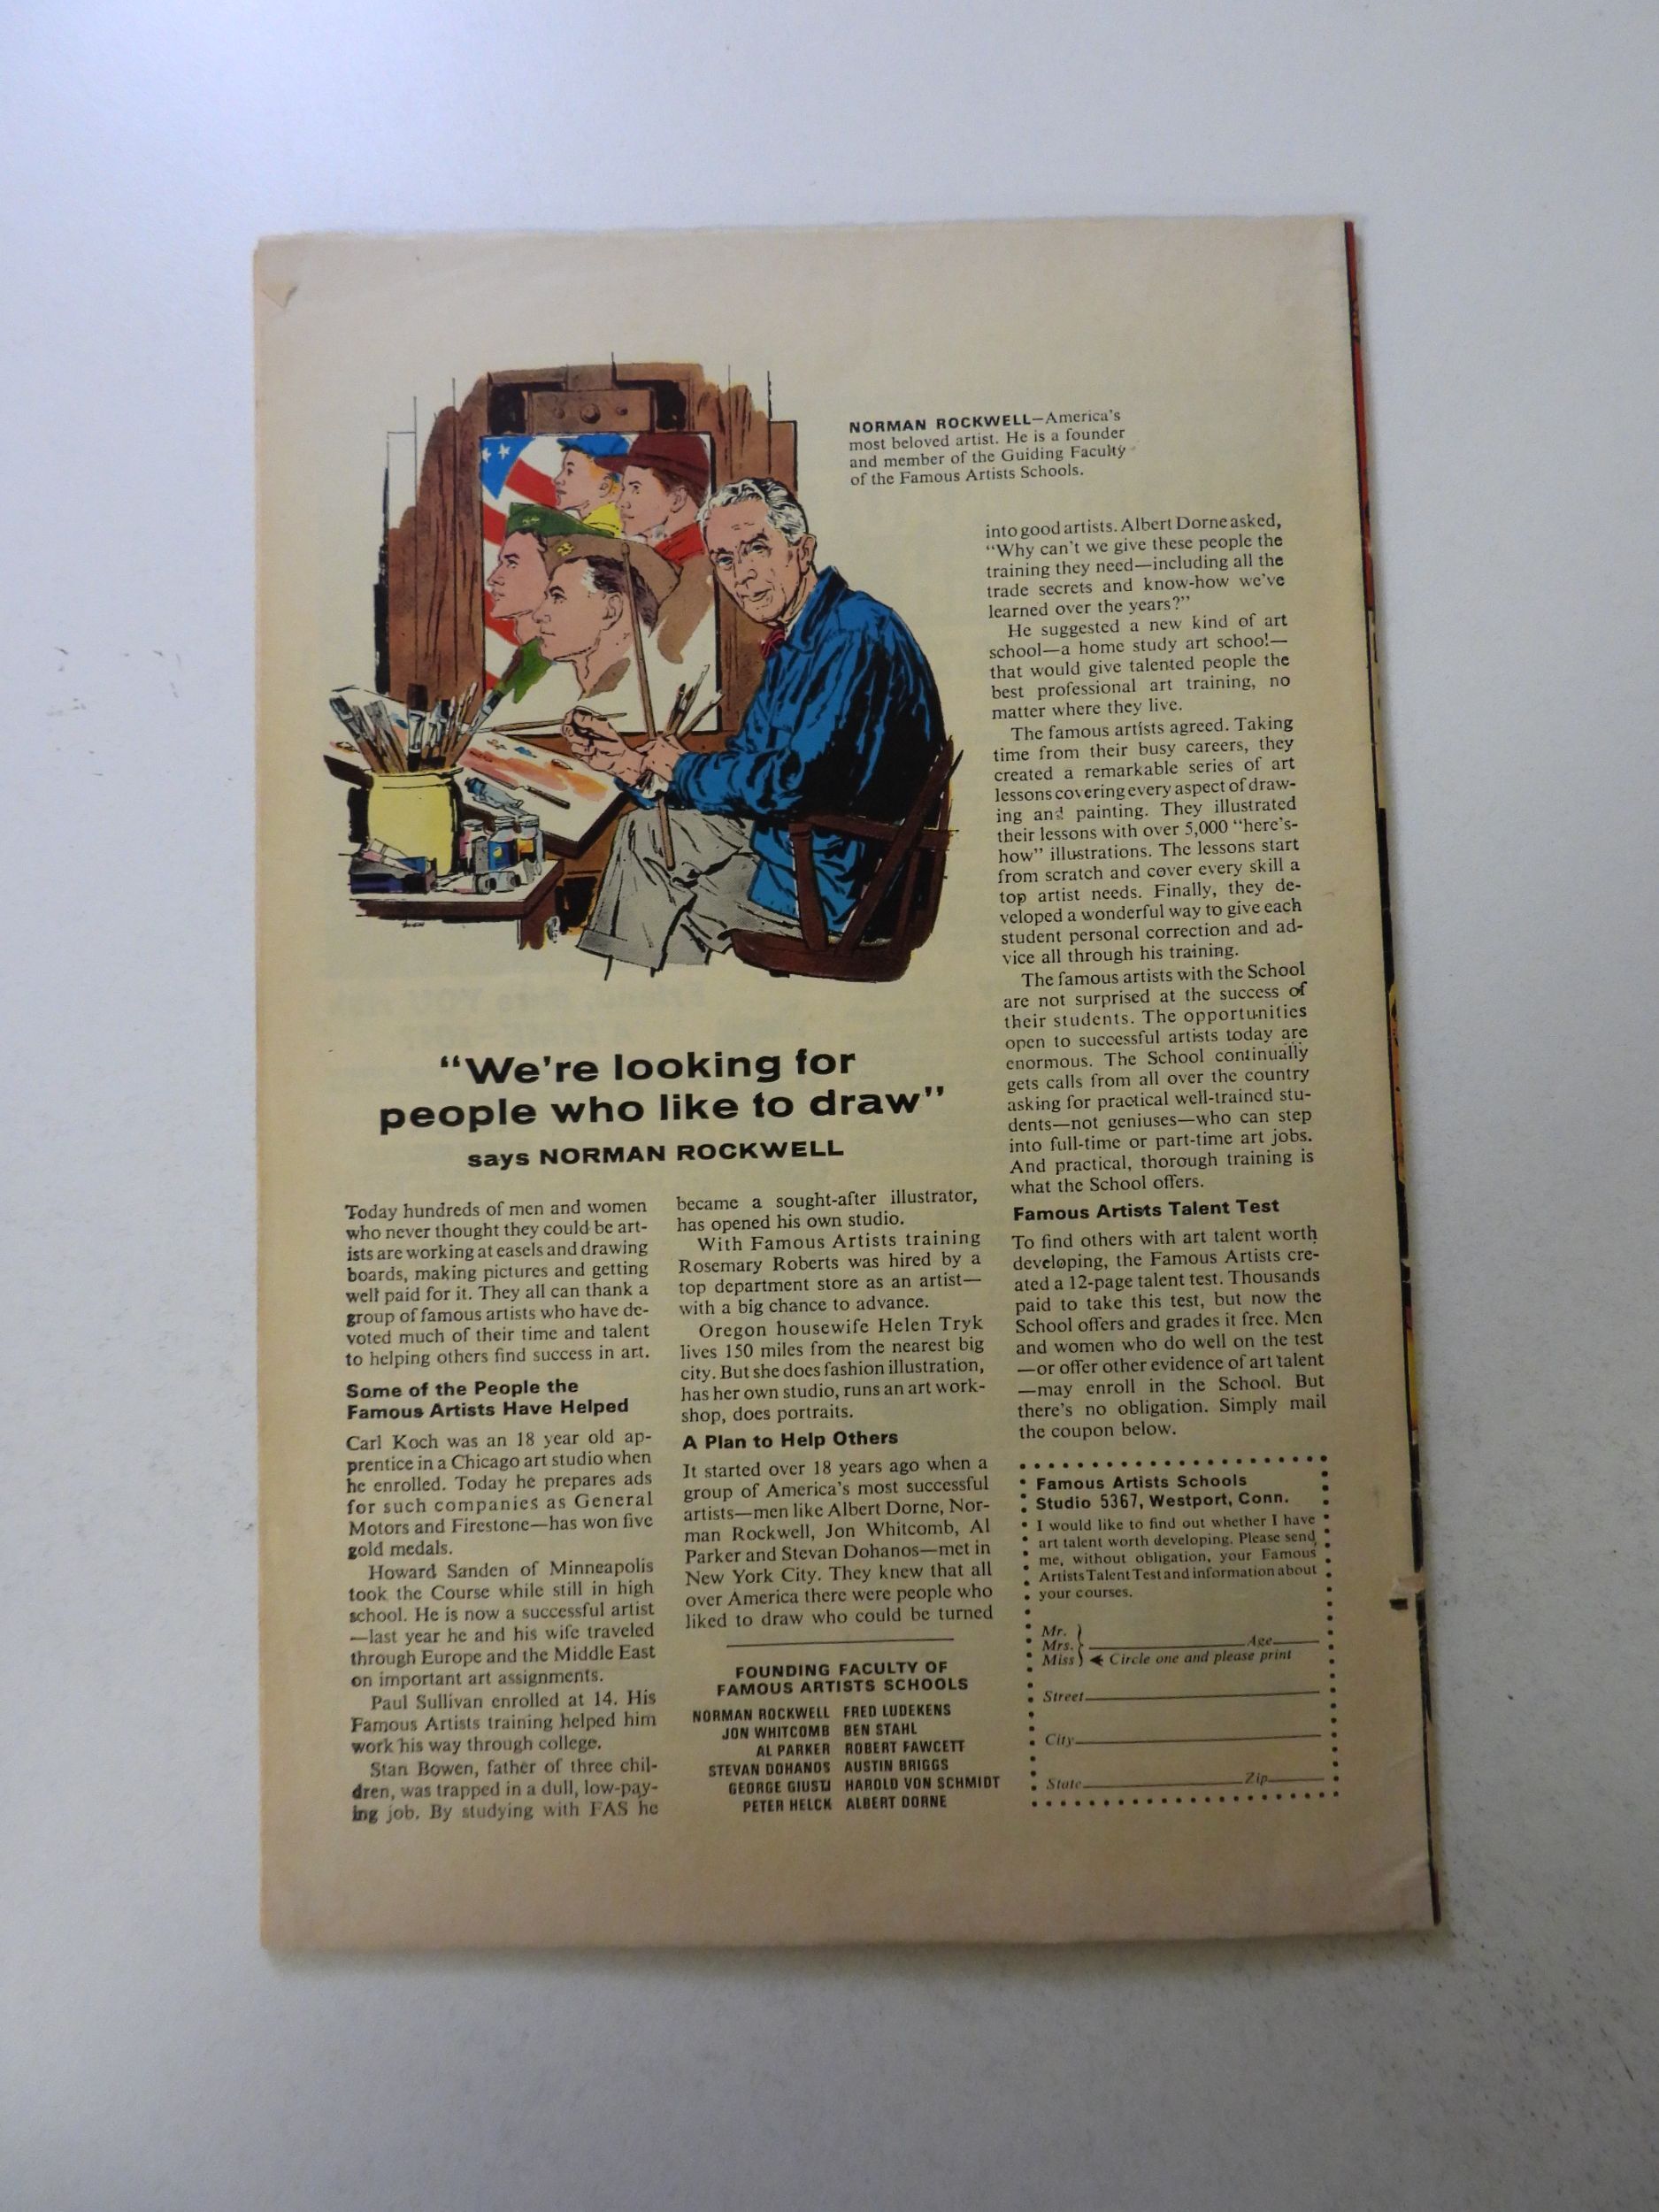 NORMAN ROCKWELL—America's
most beloved artist. He is a founder
and member of the Guiding Faculty
of the Famous Artists Schools.
"We're looking for
people who like to draw"
says NORMAN ROCKWELL
Today hundreds of men and women
who never thought they could be art-
ists are working at easels and drawing
boards, making pictures and getting
well paid for it. They all can thank a
group of famous artists who have de-
voted much of their time and talent
to helping others find success in art.
Some of the People the
Famous Artists Have Helped
Carl Koch was an 18 year old ap-
prentice in a Chicago art studio when
he enrolled. Today he prepares ads
for such companies as General
Motors and Firestone—has won five
gold medals.
Howard Sanden of Minneapolis
took the Course while still in high
school. He is now a successful artist
—last year he and his wife traveled
through Europe and the Middle East
on important art assignments.
Paul Sullivan enrolled at 14. His
Famous Artists training helped him
work his way through college.
Stan Bowen, father of three chil-
dren, was trapped in a dull, low-pay-
ing job. By studying with FAS he
became a sought-after illustrator,
has opened his own studio.
With Famous Artists training
Rosemary Roberts was hired by a
top department store as an artist—
with a big chance to advance.
Oregon housewife Helen Tryk
lives 150 miles from the nearest big
city. But she does fashion illustration,
has her own studio, runs an art work-
shop, does portraits.
A Plan to Help Others
It started over 18 years ago when a
group of America's most successful
artists—men like Albert Dorne, Nor-
man Rockwell, Jon Whitcomb, Al
Parker and Stevan Dohanos—met in
New York City. They knew that all
over America there were people who
liked to draw who could be turned
FOUNDING FACULTY OF
FAMOUS ARTISTS SCHOOLS
NORMAN ROCKWELL FRED LUDEKENS
JON WHITCOMB BEN STAHL
AL PARKER ROBERT FAWCETT
STEVAN DOHANOS AUSTIN BRIGGS
GEORGE GIUSTI HAROLD VON SCHMIDT
PETER HELCK ALBERT DORNE
into good artists. Albert Dorne asked,
"Why can't we give these people the
training they need—including all the
trade secrets and know-how we've
learned over the years?"
He suggested a new kind of art
school—a home study art school—
that would give talented people the
best professional art training, no
matter where they live.
The famous artists agreed. Taking
time from their busy careers, they
created a remarkable series of art
lessons covering every aspect of draw-
ing and painting. They illustrated
their lessons with over 5,000 "here's-
how" illustrations. The lessons start
from scratch and cover every skill a
top artist needs. Finally, they de-
veloped a wonderful way to give each
student personal correction and ad-
vice all through his training.
The famous artists with the School
are not surprised at the success of
their students. The opportunities
open to successful artists today are
enormous. The School continually
gets calls from all over the country
asking for practical well-trained stu-
dents—not geniuses—who can step
into full-time or part-time art jobs.
And practical, thorough training is
what the School offers.
Famous Artists Talent Test
To find others with art talent worth
developing, the Famous Artists cre-
ated a 12-page talent test. Thousands
paid to take this test, but now the
School offers and grades it free. Men
and women who do well on the test
—or offer other evidence of art talent
—may enroll in the School. But
there's no obligation. Simply mail
the coupon below.
Famous Artists Schools
Studio 5367, Westport, Conn.
I would like to find out whether I have
art talent worth developing. Please send
me, without obligation, your Famous
Artists Talent Test and information about
your courses.
Mr.
Mrs. Age
Miss Circle one and please print
Street
City
State Zip